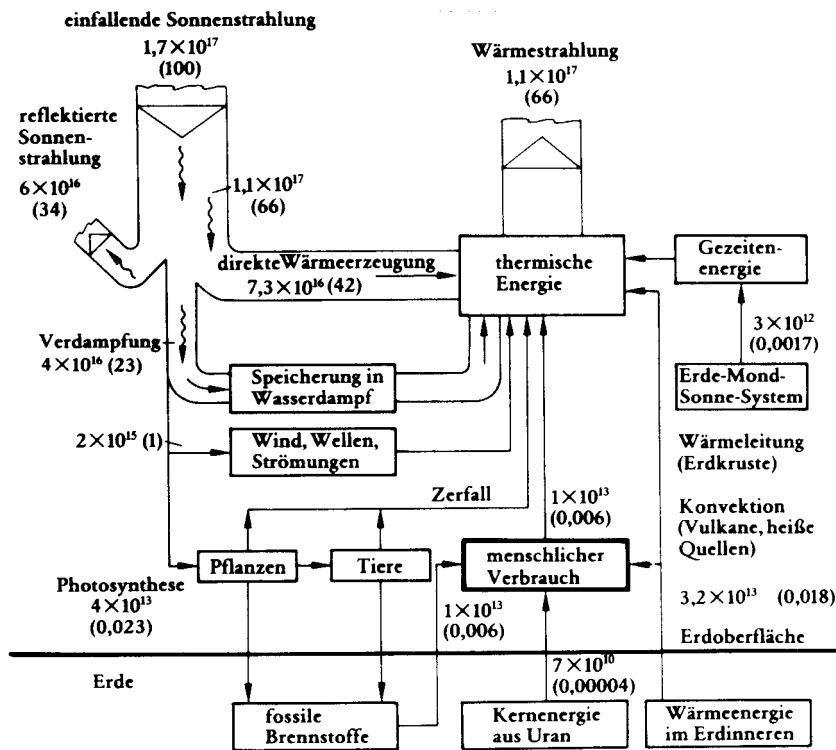 einfallende Sonnenstrahlung
1,7×10¹⁷
(100)
Wärmestrahlung
1,1×10¹⁷
(66)
reflektierte
Sonnen-
strahlung
6×10¹⁶
(34)
1,1×10¹⁷
(66)
direkte Wärmeerzeugung
7,3×10¹⁶ (42)
thermische
Energie
Gezeiten-
energie
3×10¹²
(0,0017)
Erde-Mond-
Sonne-System
Verdampfung
4×10¹⁶ (23)
Speicherung in
Wasserdampf
2×10¹⁵ (1)
Wind, Wellen,
Strömungen
Wärmeleitung
(Erdkruste)
Zerfall
1×10¹³
(0,006)
Konvektion
(Vulkane, heiße
Quellen)
Pflanzen
Tiere
menschlicher
Verbrauch
Photosynthese
4×10¹³
(0,023)
1×10¹³
(0,006)
3,2×10¹³ (0,018)
Erdoberfläche
Erde
7×10¹⁰
(0,00004)
fossile
Brennstoffe
Kernenergie
aus Uran
Wärmeenergie
im Erdinneren